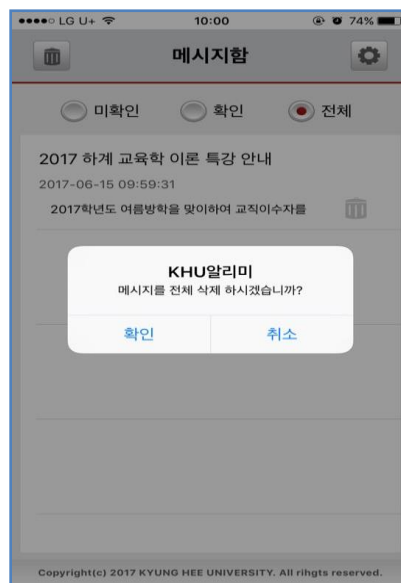 LG U+ 10:00 74%
메시지함
미확인 확인 전체
2017 하계 교육학 이론 특강 안내
2017-06-15 09:59:31
2017학년도 여름방학을 맞이하여 교직이수자를
KHU알리미
메시지를 전체 삭제 하시겠습니까?
확인 취소
Copyright(c) 2017 KYUNG HEE UNIVERSITY. All rihgts reserved.